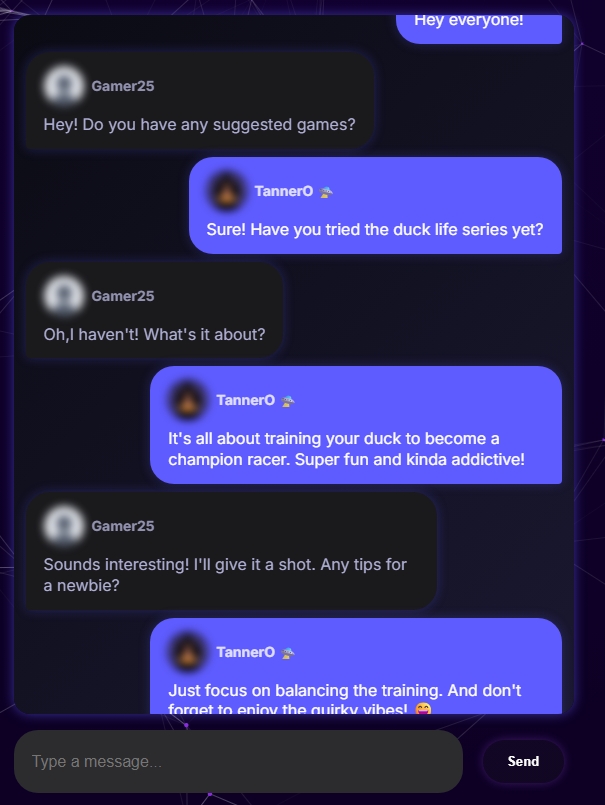 Hey everyone!
Gamer25
Hey! Do you have any suggested games?
TannerO
Sure! Have you tried the duck life series yet?
Gamer25
Oh,I haven't! What's it about?
TannerO
It's all about training your duck to become a
champion racer. Super fun and kinda addictive!
Gamer25
Sounds interesting! I'll give it a shot. Any tips for
a newbie?
TannerO
Just focus on balancing the training. And don't
forget to enjoy the quirky vibes! 😋
Type a message...
Send